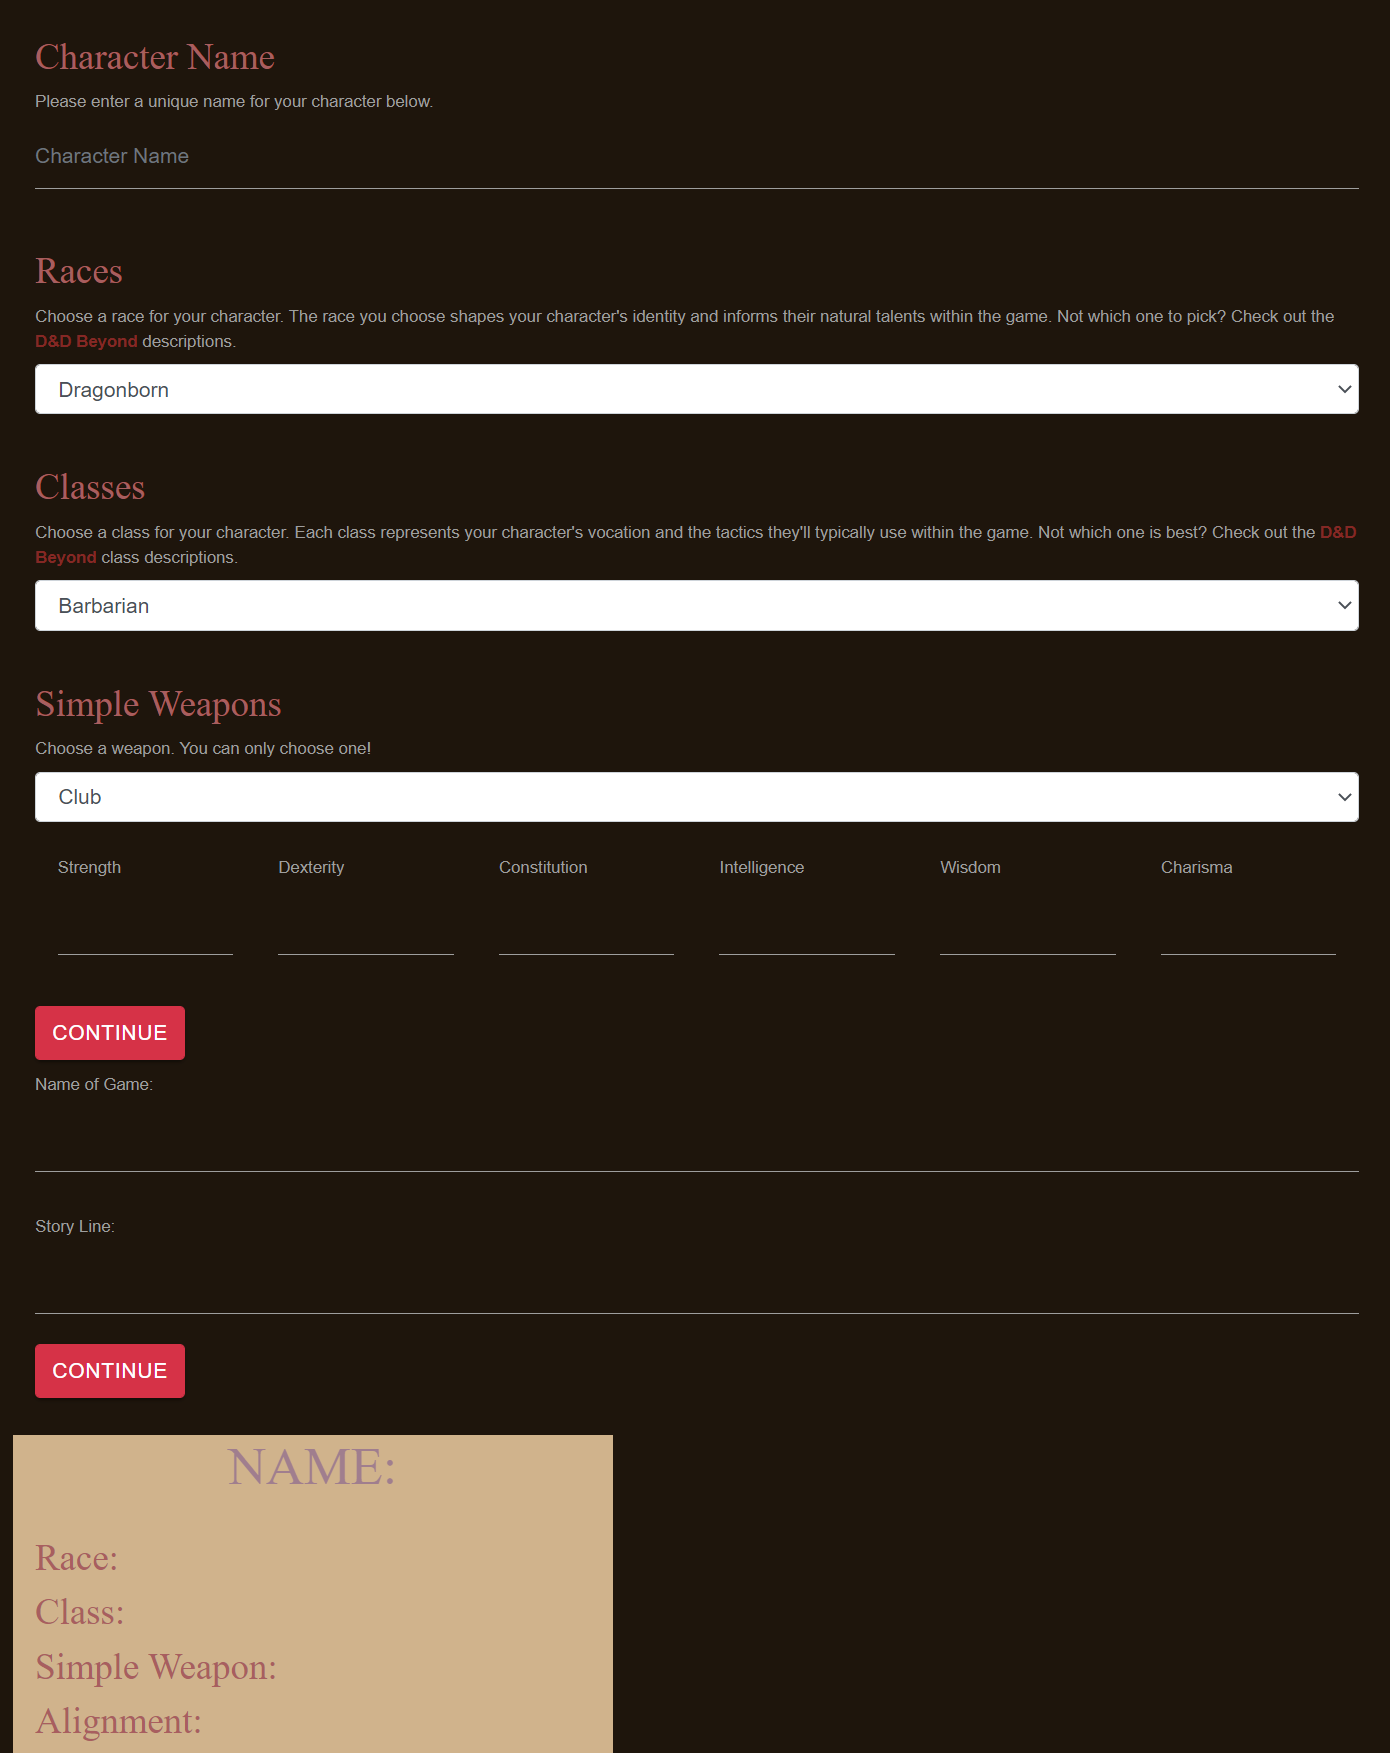 Character Name
Please enter a unique name for your character below.
Character Name
Races
Choose a race for your character. The race you choose shapes your character's identity and informs their natural talents within the game. Not which one to pick? Check out the
D&D Beyond descriptions.
Dragonborn
Classes
Choose a class for your character. Each class represents your character's vocation and the tactics they'll typically use within the game. Not which one is best? Check out the D&D
Beyond class descriptions.
Barbarian
Simple Weapons
Choose a weapon. You can only choose one!
Club
Strength Dexterity Constitution Intelligence Wisdom Charisma
CONTINUE
Name of Game:
Story Line:
CONTINUE
NAME:
Race:
Class:
Simple Weapon:
Alignment: